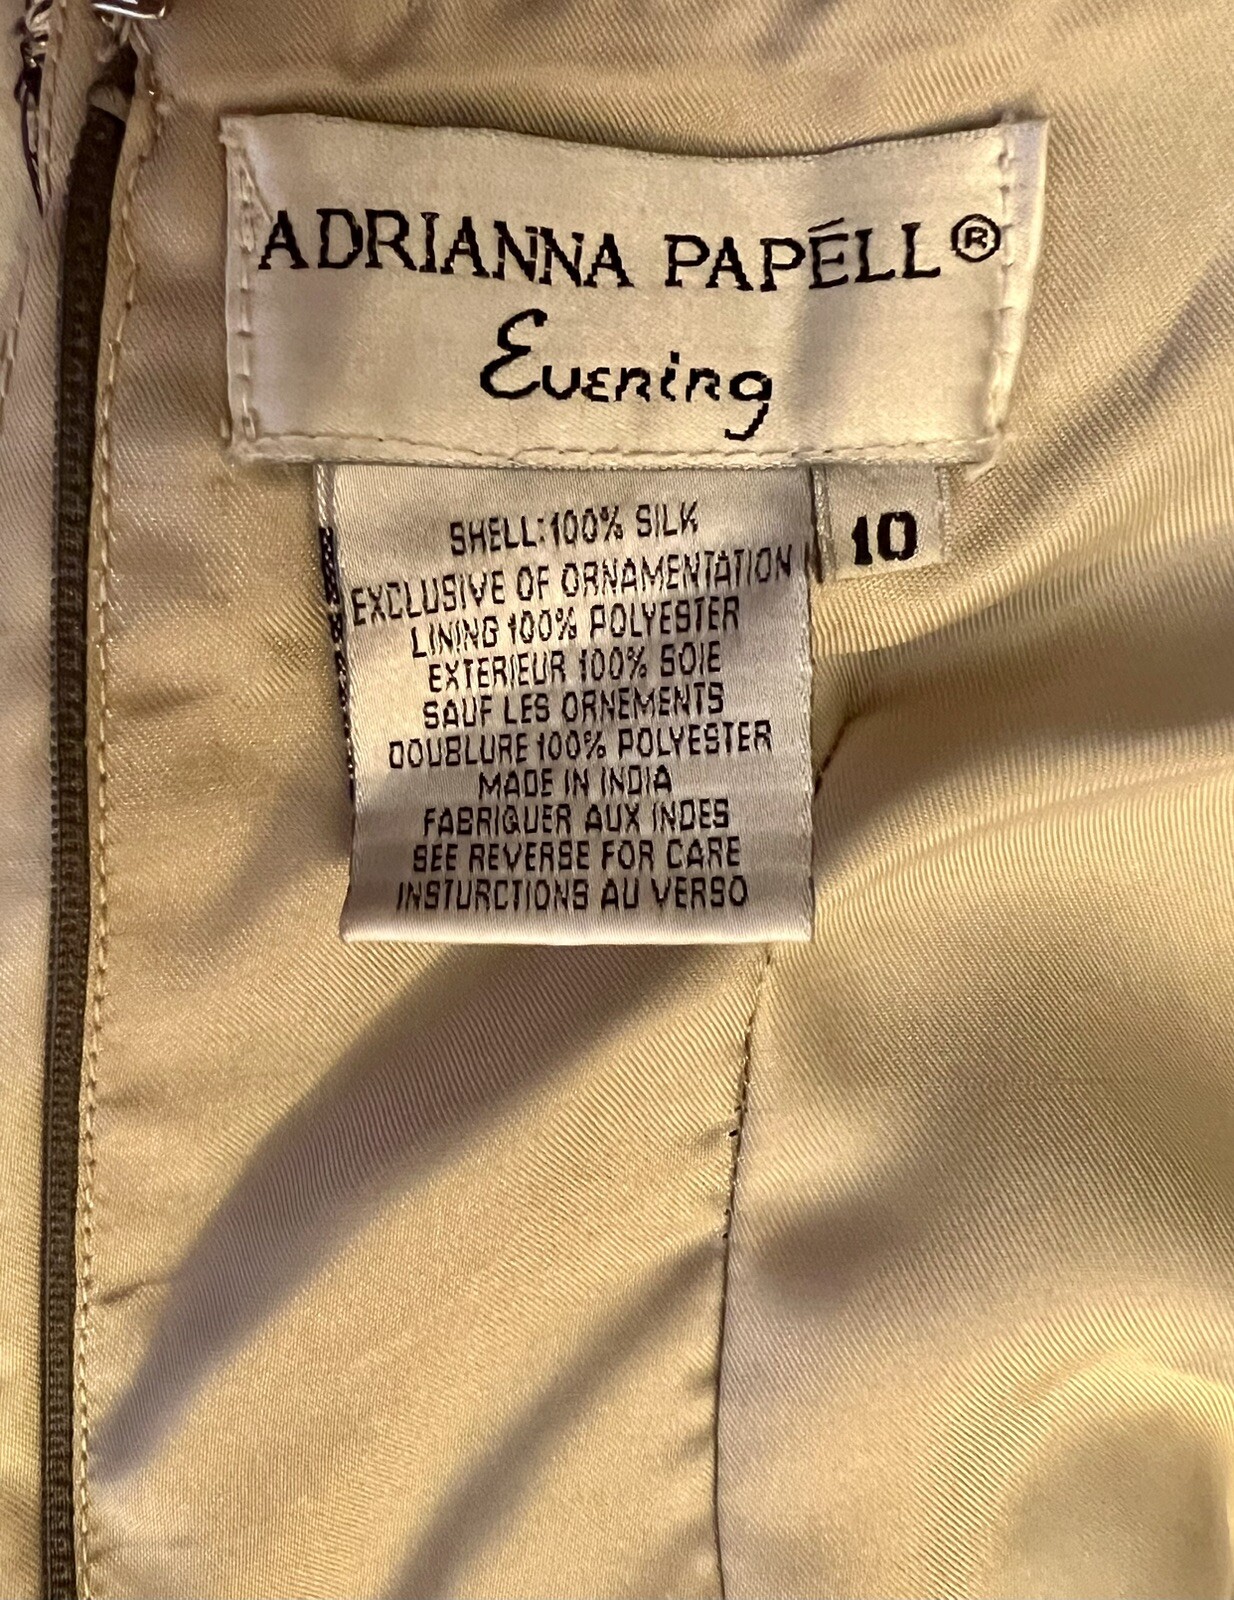 ADRIANNA PAPÉLL®
Evening
10
SHELL:100% SILK
EXCLUSIVE OF ORNAMENTATION
LINING 100% POLYESTER
EXTERIEUR 100% SOIE
SAUF LES ORNEMENTS
DOUBLURE 100% POLYESTER
MADE IN INDIA
FABRIQUER AUX INDES
SEE REVERSE FOR CARE
INSTURCTIONS AU VERSO